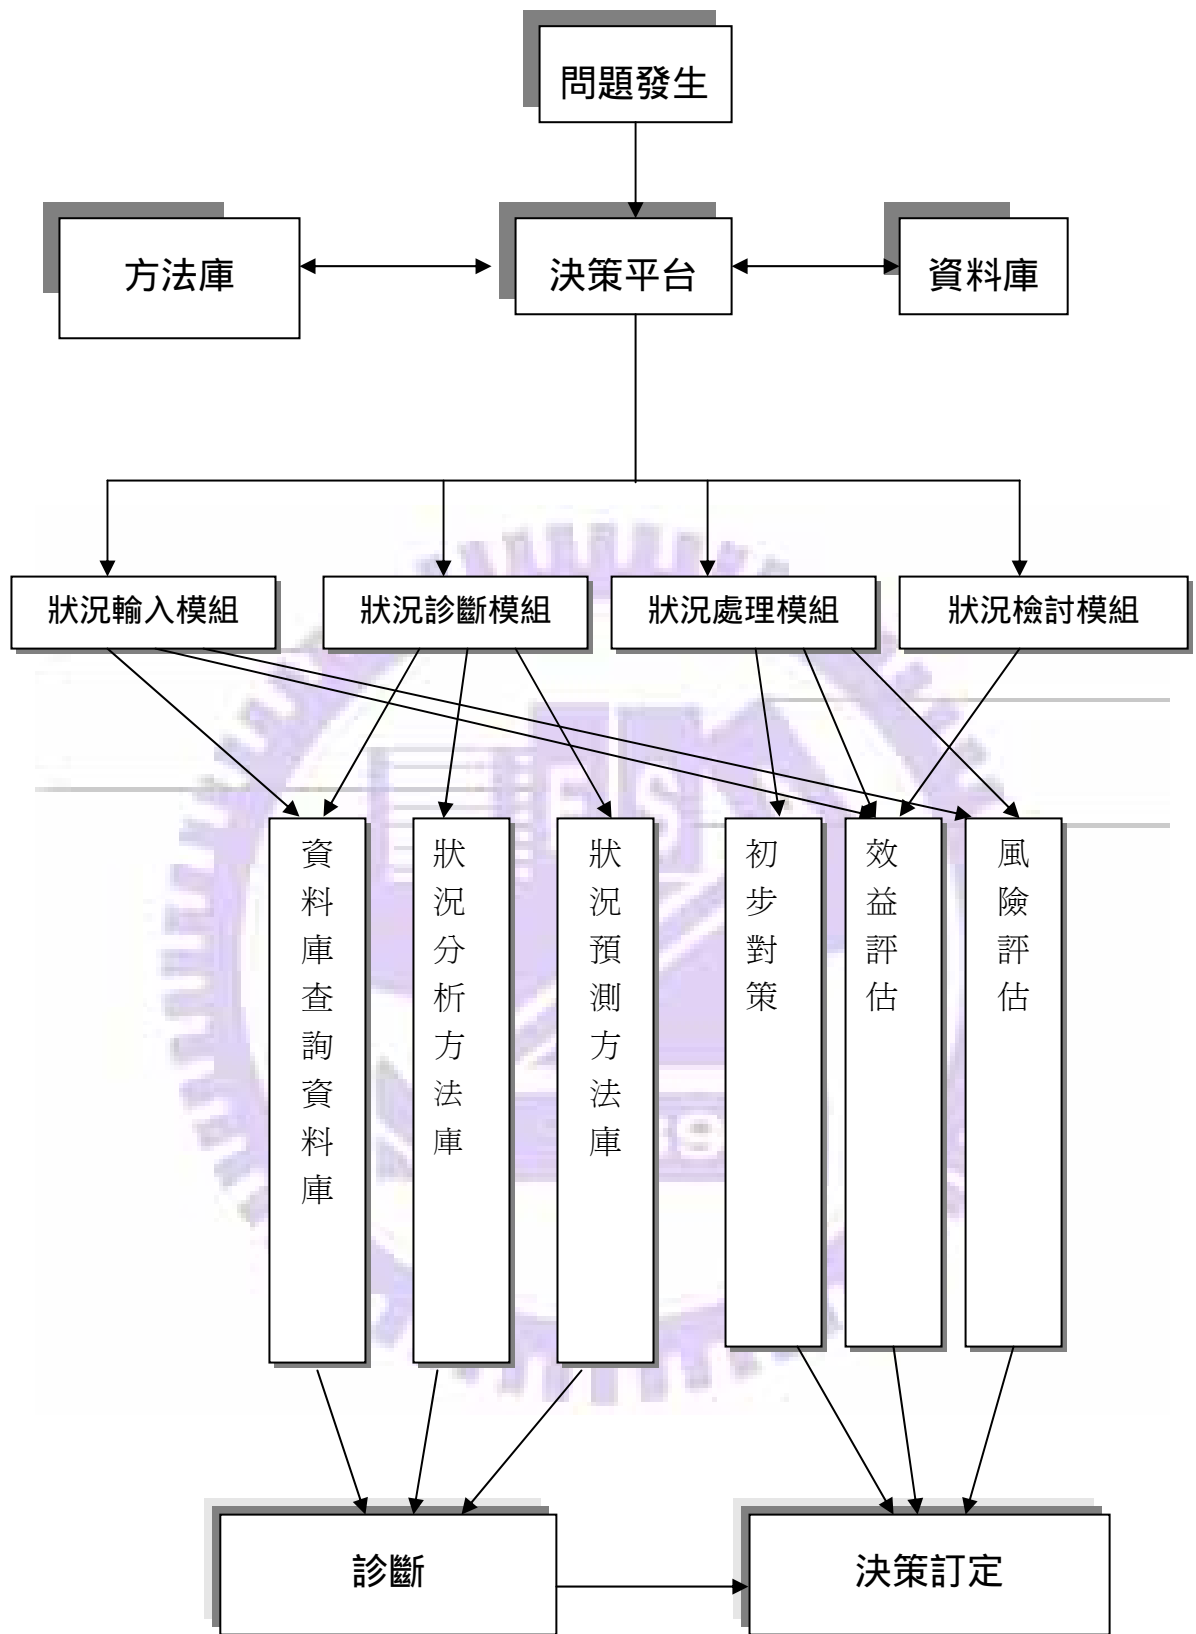 問題發生
方法庫
決策平台
資料庫
狀況輸入模組
狀況診斷模組
狀況處理模組
狀況檢討模組
資料庫查詢資料庫
狀況分析方法庫
狀況預測方法庫
初步對策
效益評估
風險評估
診斷
決策訂定